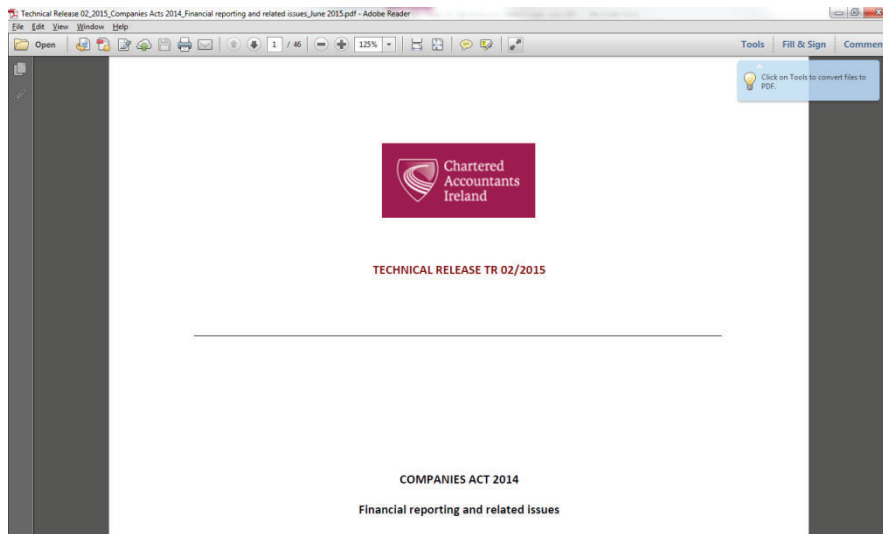 Technical Release 02_2015_Companies Acts 2014_Financial reporting and related issues_June 2015.pdf - Adobe Reader
File Edit View Window Help
Open 1 / 46 125% Tools Fill & Sign Commen
Click on Tools to convert files to
PDF.
Chartered
Accountants
Ireland
TECHNICAL RELEASE TR 02/2015
COMPANIES ACT 2014
Financial reporting and related issues